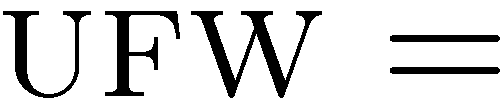 UFW =